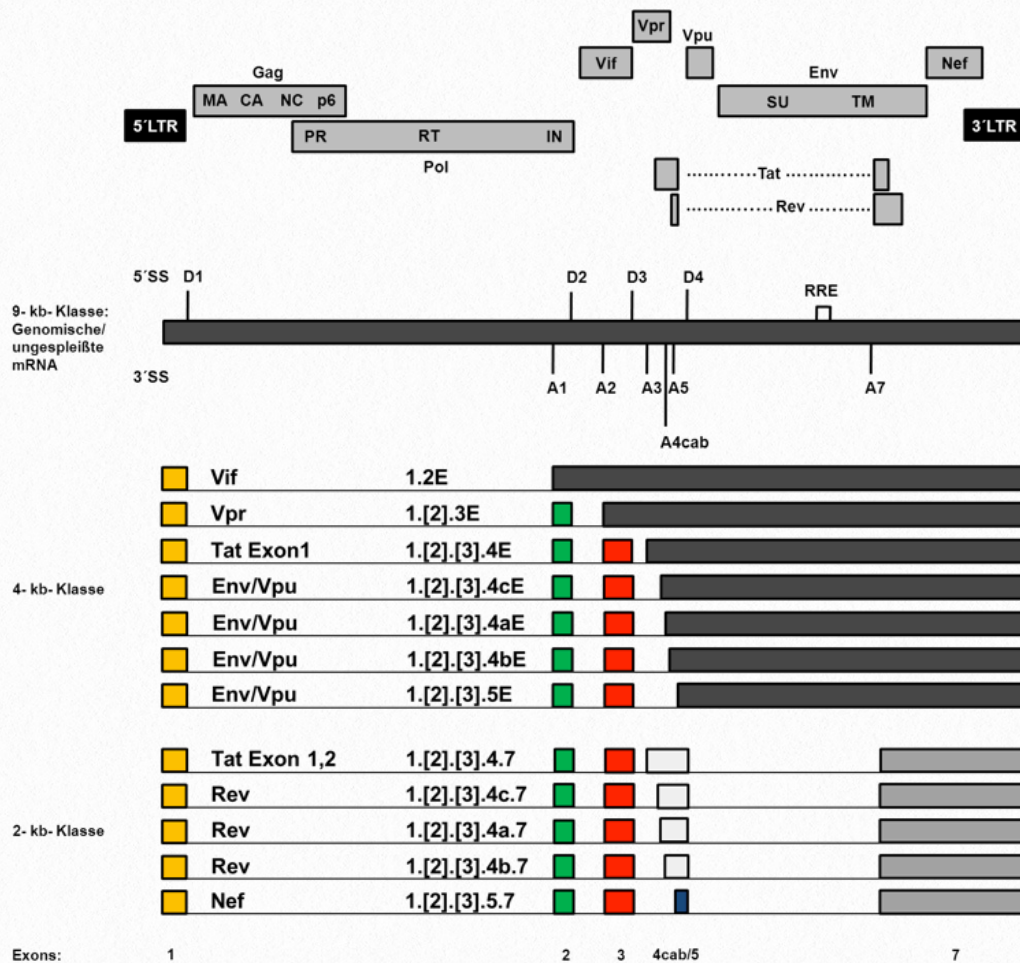 Vpr
Vpu
Vif
Nef
Gag
Env
MA CA NC p6
SU TM
5´LTR
3´LTR
PR RT IN
Pol
Tat
Rev
5´SS D1 D2 D3 D4
RRE
9- kb- Klasse:
Genomische/
ungespleißte
mRNA
3´SS
A1 A2 A3 A5 A7
A4cab
Vif 1.2E
Vpr 1.[2].3E
Tat Exon1 1.[2].[3].4E
4- kb- Klasse
Env/Vpu 1.[2].[3].4cE
Env/Vpu 1.[2].[3].4aE
Env/Vpu 1.[2].[3].4bE
Env/Vpu 1.[2].[3].5E
Tat Exon 1,2 1.[2].[3].4.7
Rev 1.[2].[3].4c.7
2- kb- Klasse
Rev 1.[2].[3].4a.7
Rev 1.[2].[3].4b.7
Nef 1.[2].[3].5.7
Exons: 1 2 3 4cab/5 7